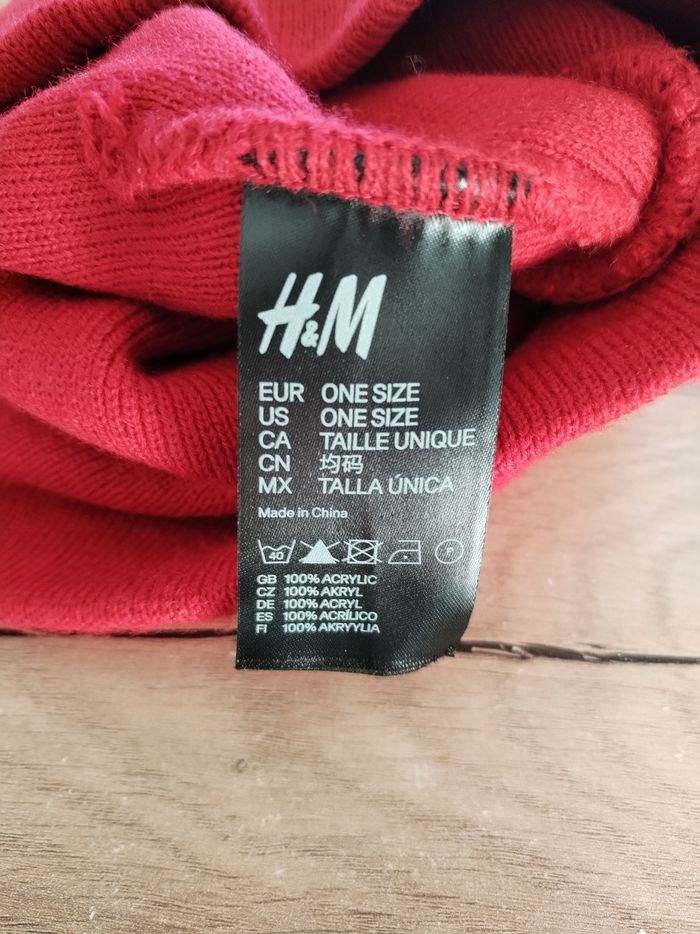 H&M
EUR ONE SIZE
US ONE SIZE
CA TAILLE UNIQUE
CN 均码
MX TALLA ÚNICA
Made in China
40 P
GB 100% ACRYLIC
CZ 100% AKRYL
DE 100% ACRYL
ES 100% ACRÍLICO
FI 100% AKRYYLIA